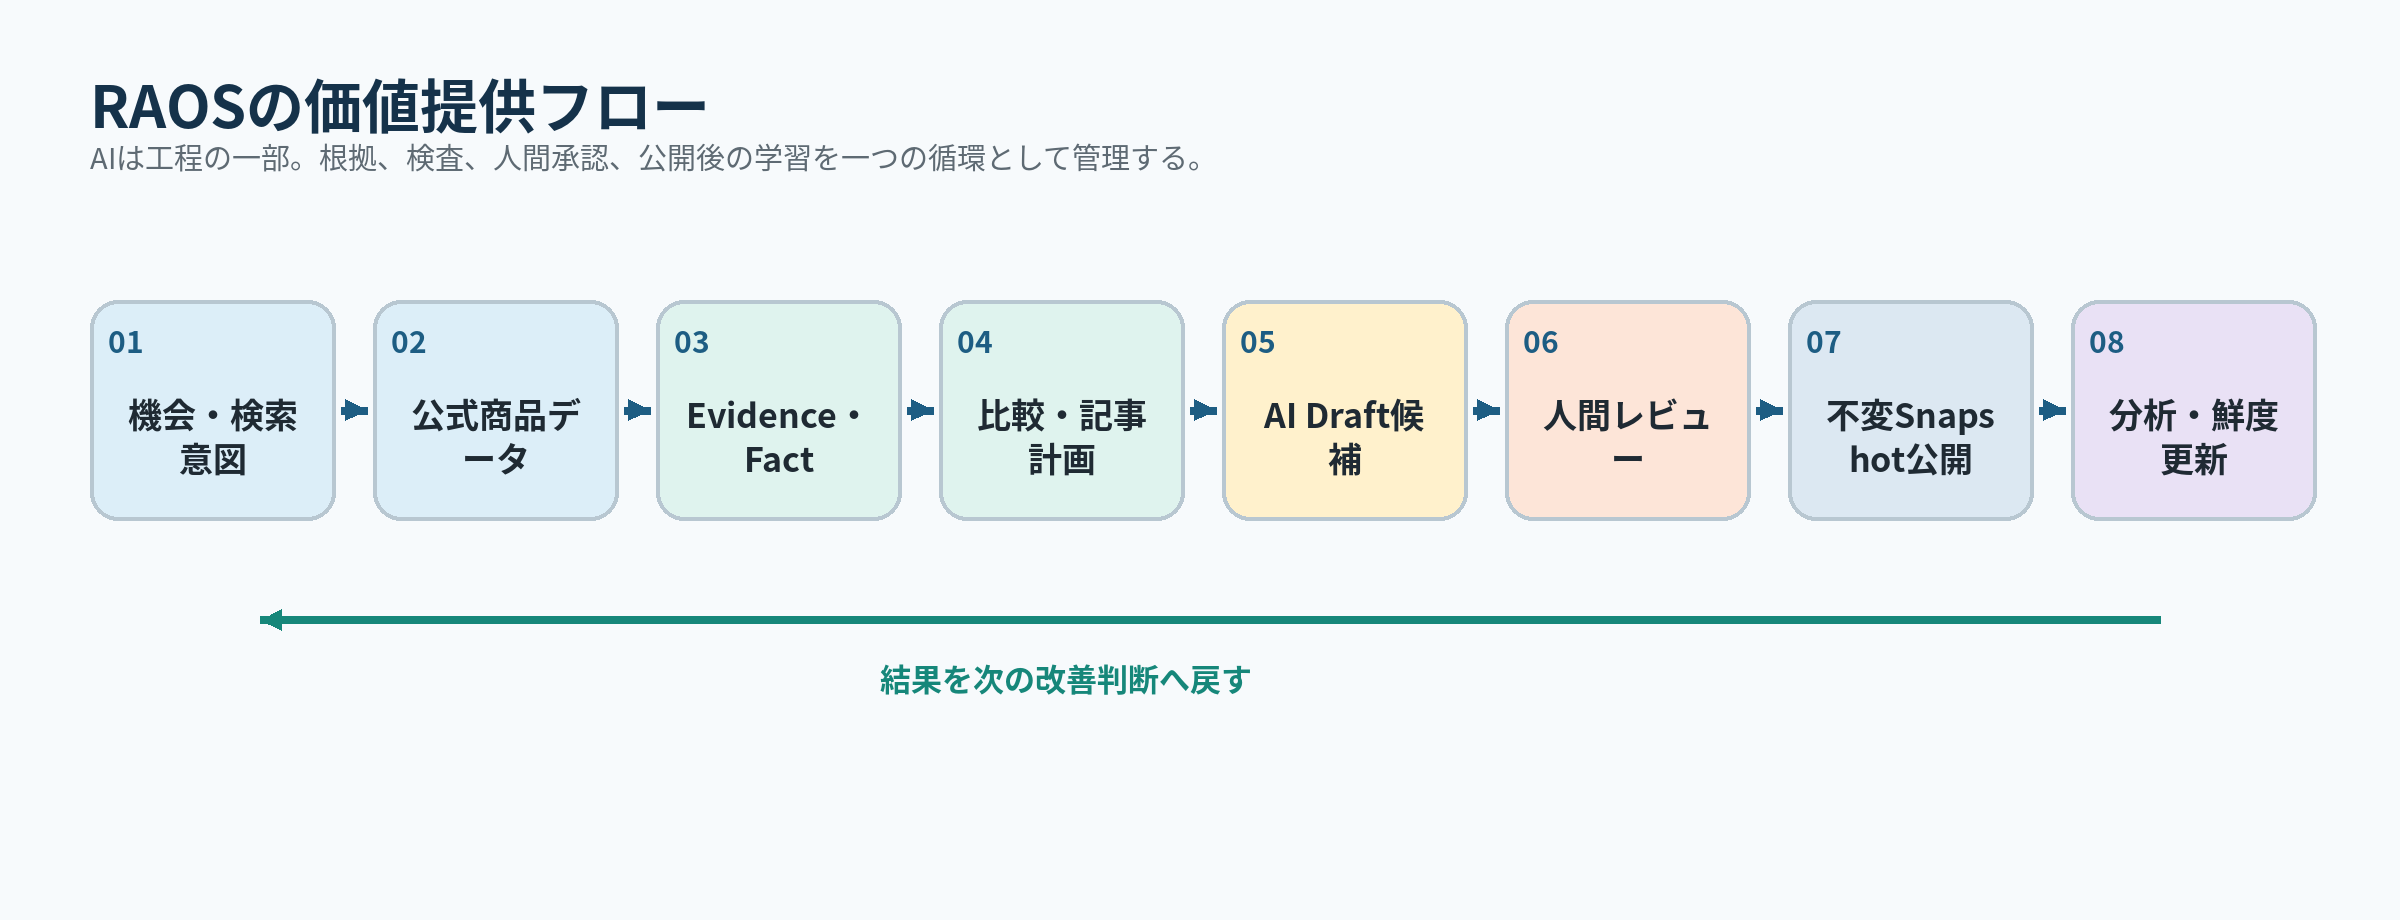 RAOSの価値提供フロー
AIは工程の一部。根拠、検査、人間承認、公開後の学習を一つの循環として管理する。
01
機会・検索
意図
02
公式商品デ
ータ
03
Evidence・
Fact
04
比較・記事
計画
05
AI Draft候
補
06
人間レビュ
ー
07
不変Snaps
hot公開
08
分析・鮮度
更新
結果を次の改善判断へ戻す